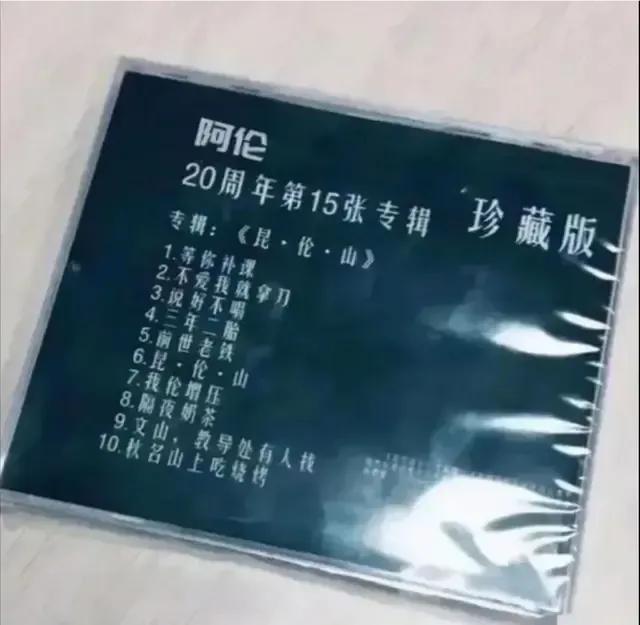 阿伦
20周年第15张专辑 珍藏版
专辑:《昆·伦·山》
1.等你补课
2.不爱我就拿刀
3.说好不唱
4.三年二胎
5.前世老铁
6.昆·伦·山
7.我伦增压
8.隔夜奶茶
9.文山,教导处有人找
10.秋名山上吃烧烤